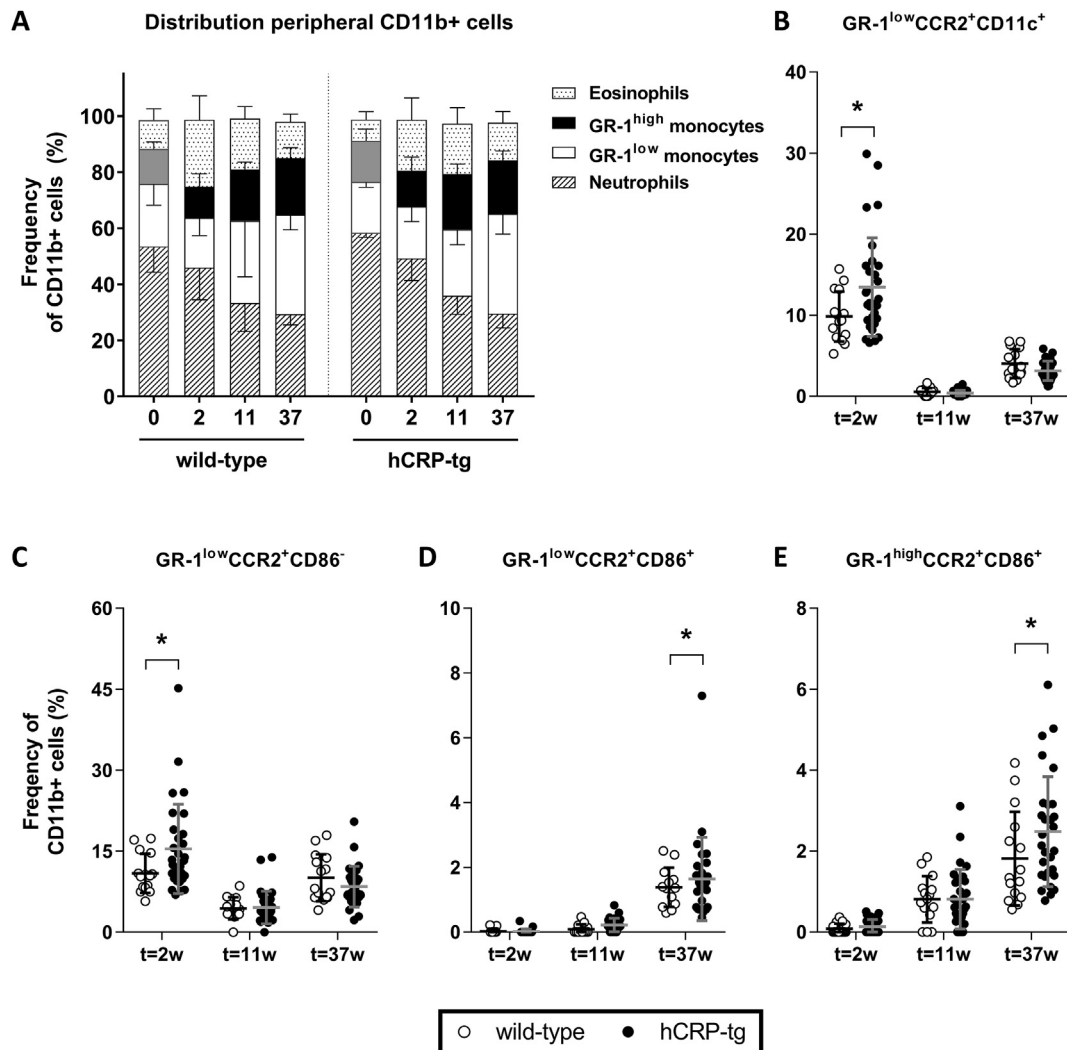 A
Distribution peripheral CD11b+ cells
Frequency
of CD11b+ cells (%)
100
80
60
40
20
0
0 2 11 37 0 2 11 37
wild-type hCRP-tg
Eosinophils
GR-1high monocytes
GR-1low monocytes
Neutrophils
B
GR-1lowCCR2+CD11c+
40
30
20
10
0
*
t=2w t=11w t=37w
C
GR-1lowCCR2+CD86-
Freqency of
CD11b+ cells (%)
60
45
30
15
0
*
t=2w t=11w t=37w
D
GR-1lowCCR2+CD86+
10
8
6
4
2
0
*
t=2w t=11w t=37w
E
GR-1highCCR2+CD86+
8
6
4
2
0
*
t=2w t=11w t=37w
wild-type hCRP-tg